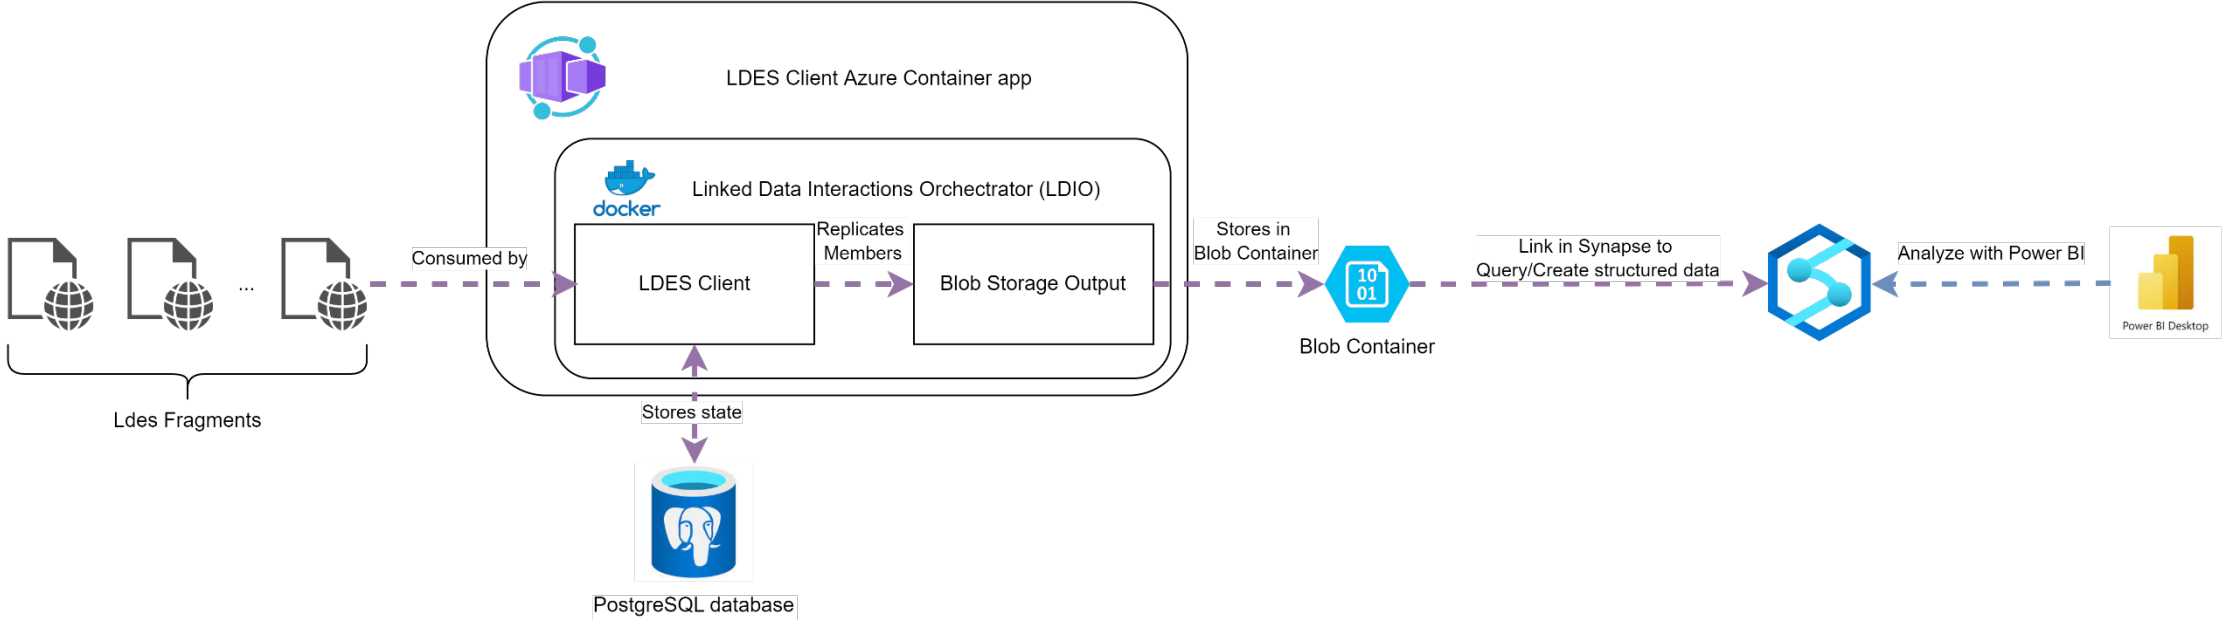 LDES Client Azure Container app
docker
Linked Data Interactions Orchectrator (LDIO)
...
Ldes Fragments
Consumed by
LDES Client
Replicates
Members
Blob Storage Output
Stores in
Blob Container
10
01
Blob Container
Link in Synapse to
Query/Create structured data
Analyze with Power BI
Power BI Desktop
Stores state
PostgreSQL database